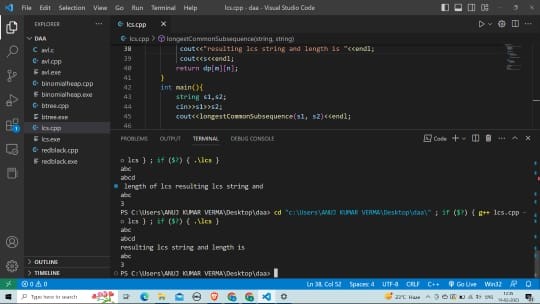 File Edit Selection View Go Run ···
lcs.cpp - daa - Visual Studio Code
EXPLORER
DAA
avl.c
avl.cpp
avl.exe
binomialheap.cpp
binomialheap.exe
btree.cpp
btree.exe
lcs.cpp
lcs.exe
redblack.cpp
redblack.exe
OUTLINE
TIMELINE
lcs.cpp
lcs.cpp > longestCommonSubsequence(string, string)
38 cout<<"resulting lcs string and length is "<<endl;
39 cout<<s<<endl;
40 return dp[m][n];
41 }
42 int main(){
43 string s1,s2;
44 cin>>s1>>s2;
45 cout<<longestCommonSubsequence(s1, s2)<<endl;
46
PROBLEMS OUTPUT TERMINAL DEBUG CONSOLE
Code
lcs } ; if ($?) { .\lcs }
abc
abcd
length of lcs resulting lcs string and
abc
3
PS C:\Users\ANUJ KUMAR VERMA\Desktop\daa> cd "c:\Users\ANUJ KUMAR VERMA\Desktop\daa\" ; if ($?) { g++ lcs.cpp -o
lcs } ; if ($?) { .\lcs }
abc
abcd
resulting lcs string and length is
abc
3
PS C:\Users\ANUJ KUMAR VERMA\Desktop\daa>
0 0
Ln 38, Col 52 Spaces: 4 UTF-8 CRLF C++ Go Live Win32
Type here to search
22°C Haze
ENG